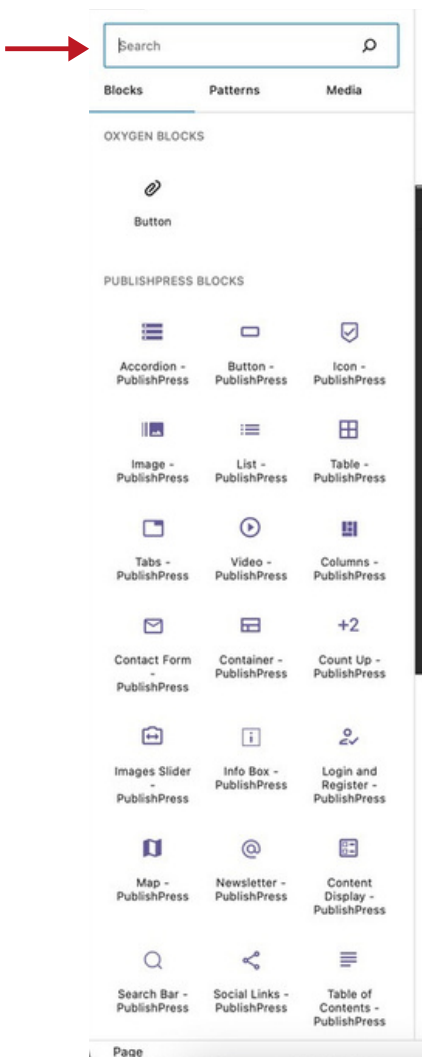 Search
Blocks Patterns Media
OXYGEN BLOCKS
Button
PUBLISHPRESS BLOCKS
Accordion -
PublishPress
Button -
PublishPress
Icon -
PublishPress
Image -
PublishPress
List -
PublishPress
Table -
PublishPress
Tabs -
PublishPress
Video -
PublishPress
Columns -
PublishPress
Contact Form
-
PublishPress
Container -
PublishPress
+2
Count Up -
PublishPress
Images Slider
-
PublishPress
Info Box -
PublishPress
Login and
Register -
PublishPress
Map -
PublishPress
Newsletter -
PublishPress
Content
Display -
PublishPress
Search Bar -
PublishPress
Social Links -
PublishPress
Table of
Contents -
PublishPress
Page